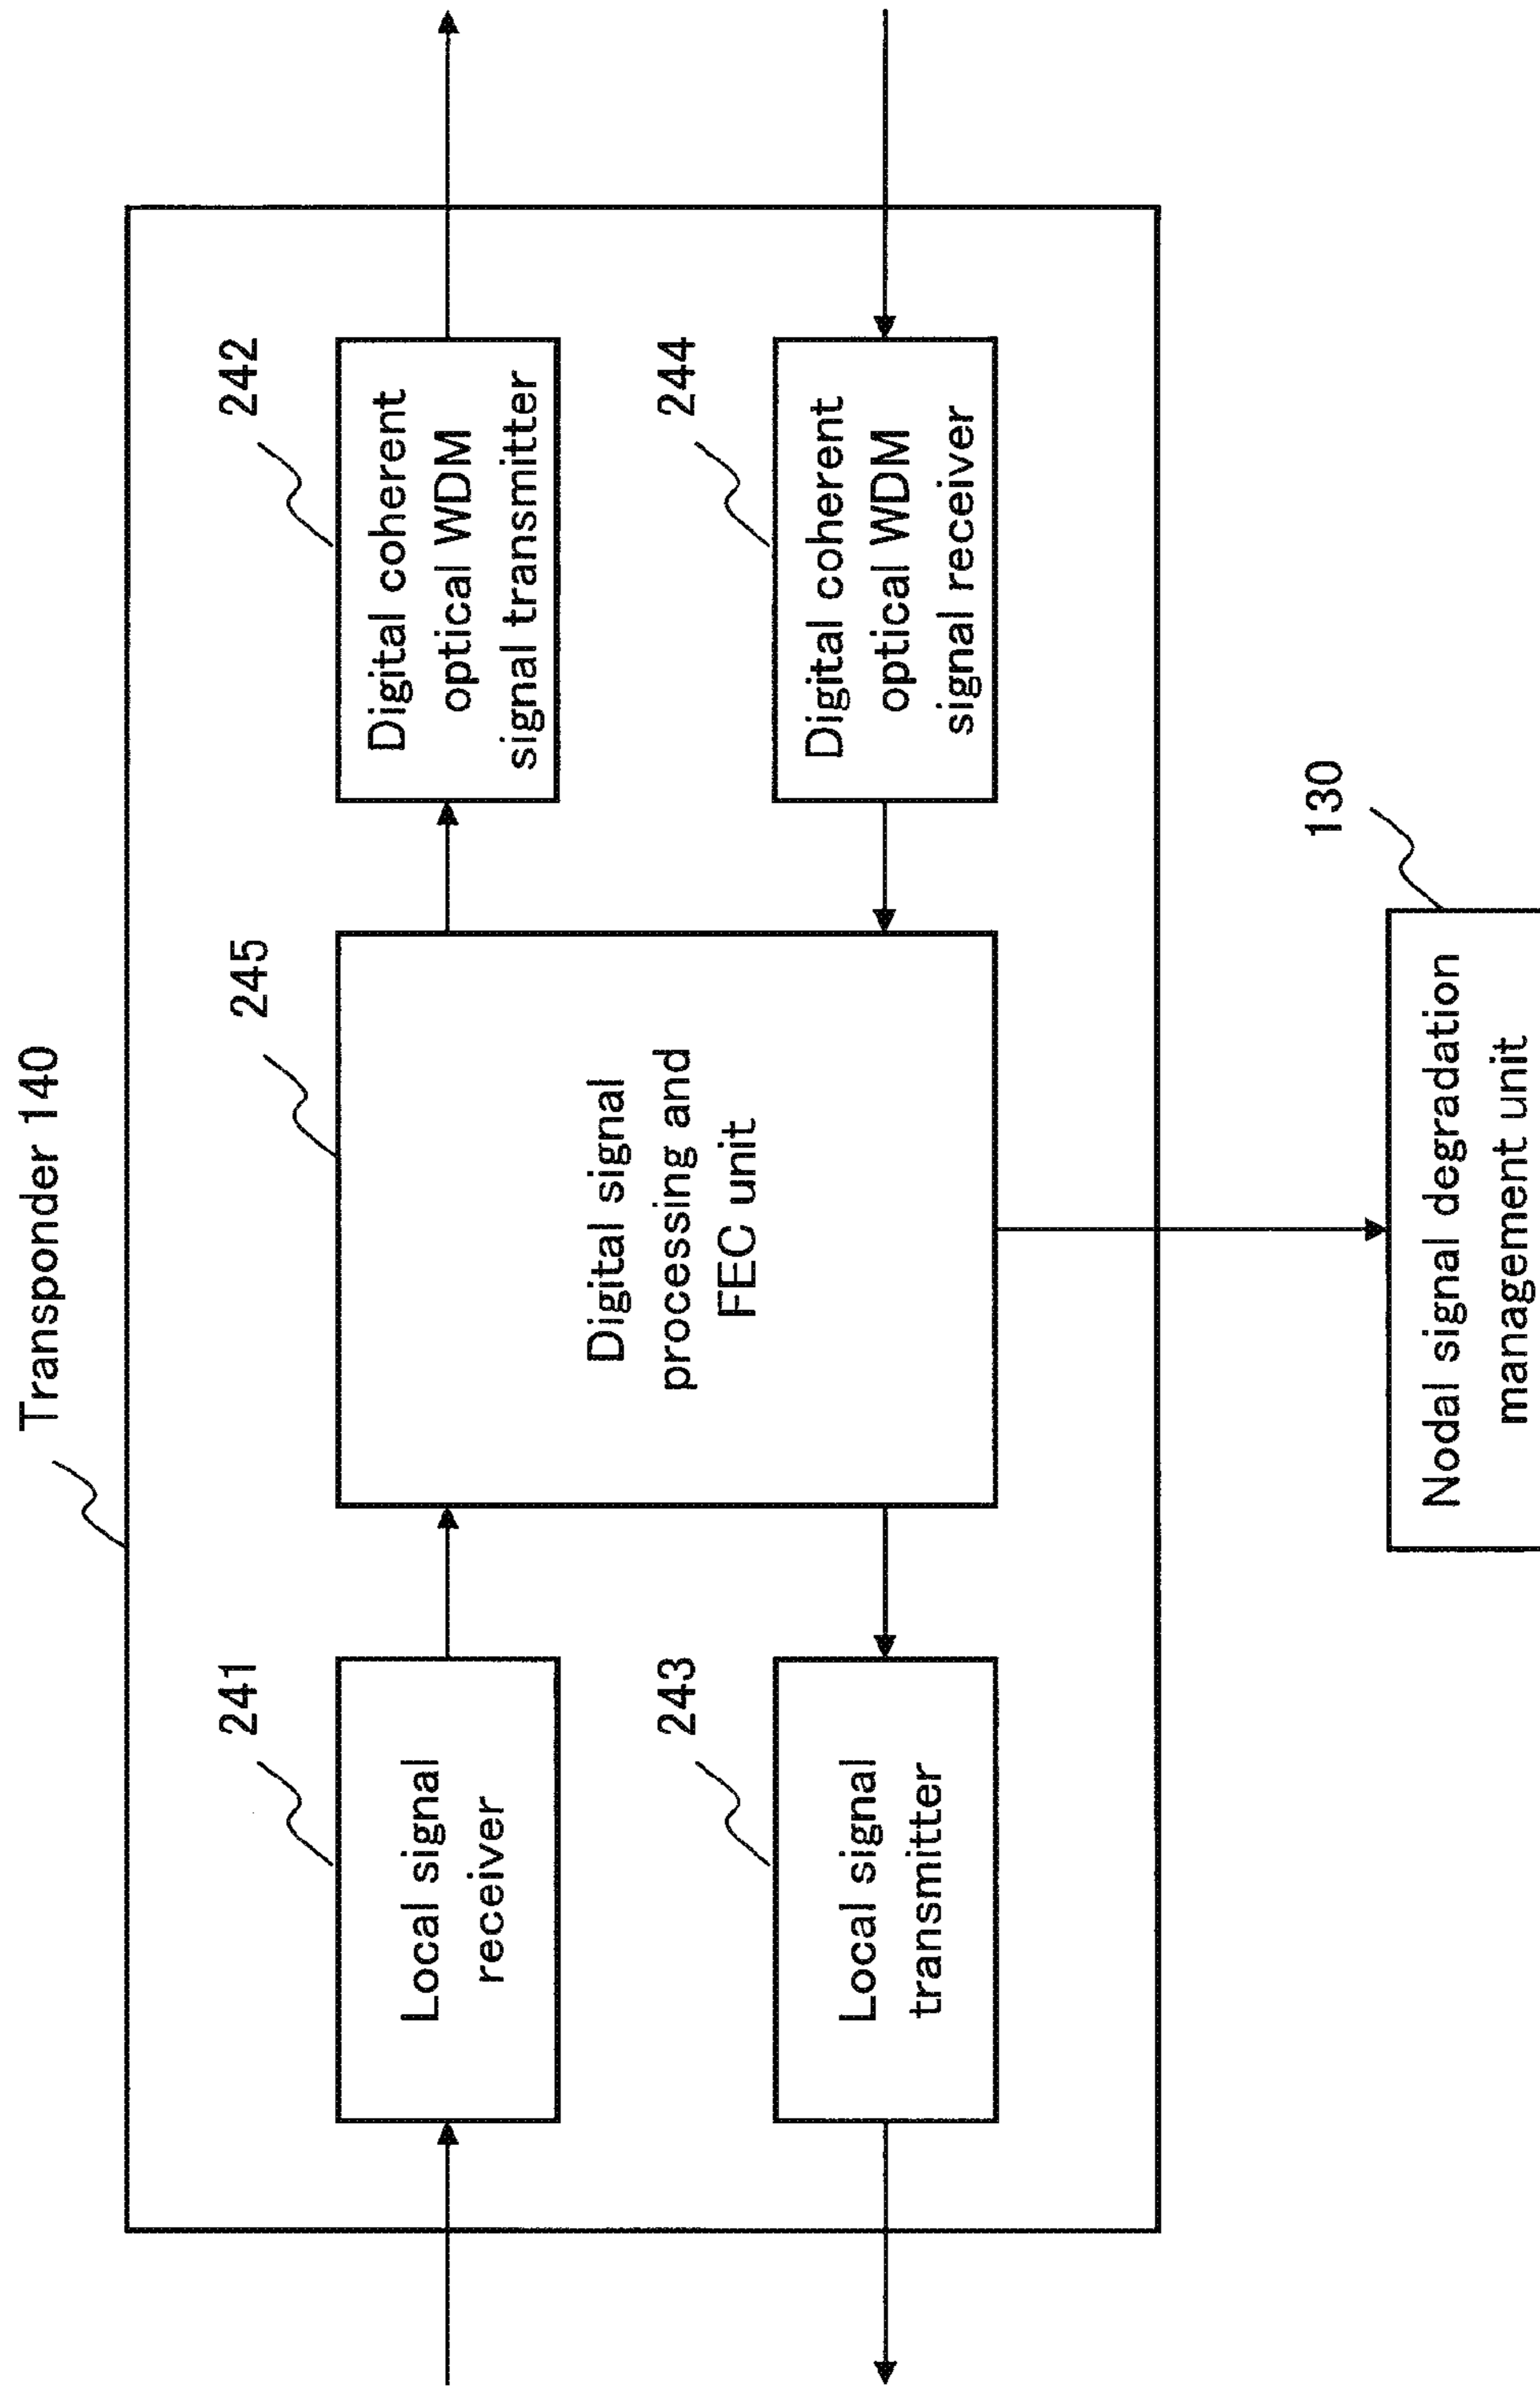 Transponder 140
241
Local signal
receiver
245
Digital signal
processing and
FEC unit
242
Digital coherent
optical WDM
signal transmitter
243
Local signal
transmitter
244
Digital coherent
optical WDM
signal receiver
130
Nodal signal degradation
management unit